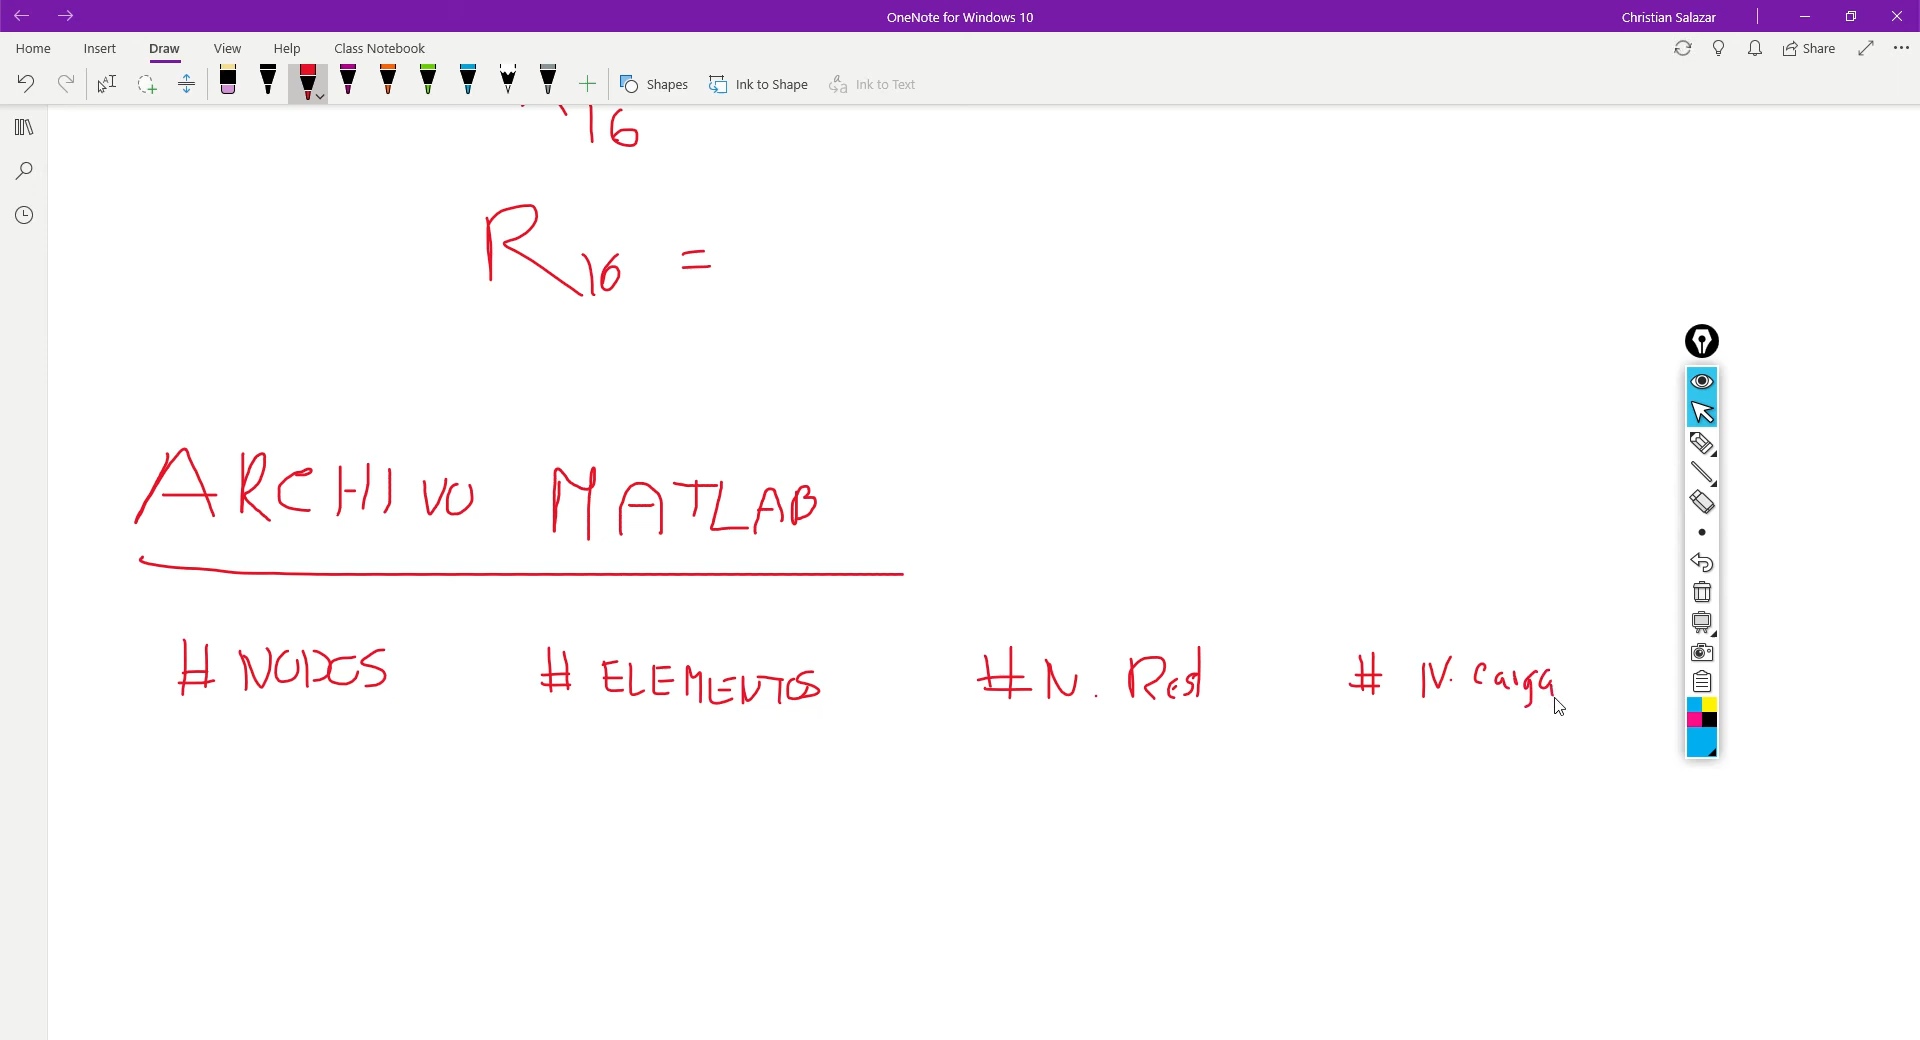 OneNote for Windows 10
Christian Salazar
Home Insert Draw View Help Class Notebook
Share
Shapes Ink to Shape Ink to Text
16
R16 =
ARCHIVO MATLAB
# NODOS # ELEMENTOS # N. Rest # N. Carga